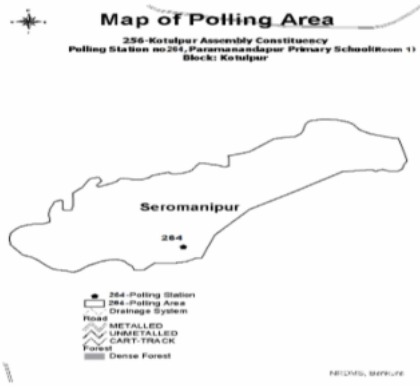 Map of Polling Area
256-Kotulpur Assembly Constituency
Polling Station no 264, Paramanandapur Primary School(Room 1)
Block: Kotulpur
Seromanipur
264
264-Polling Station
264-Polling Area
Drainage System
Road
METALLED
UNMETALLED
CART-TRACK
Forest
Dense Forest
NRDMS, Bankura